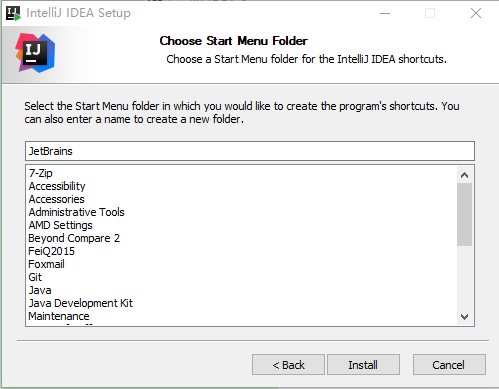 IntelliJ IDEA Setup
IJ
Choose Start Menu Folder
Choose a Start Menu folder for the IntelliJ IDEA shortcuts.
Select the Start Menu folder in which you would like to create the program's shortcuts. You
can also enter a name to create a new folder.
JetBrains
7-Zip
Accessibility
Accessories
Administrative Tools
AMD Settings
Beyond Compare 2
FeiQ2015
Foxmail
Git
Java
Java Development Kit
Maintenance
< Back
Install
Cancel